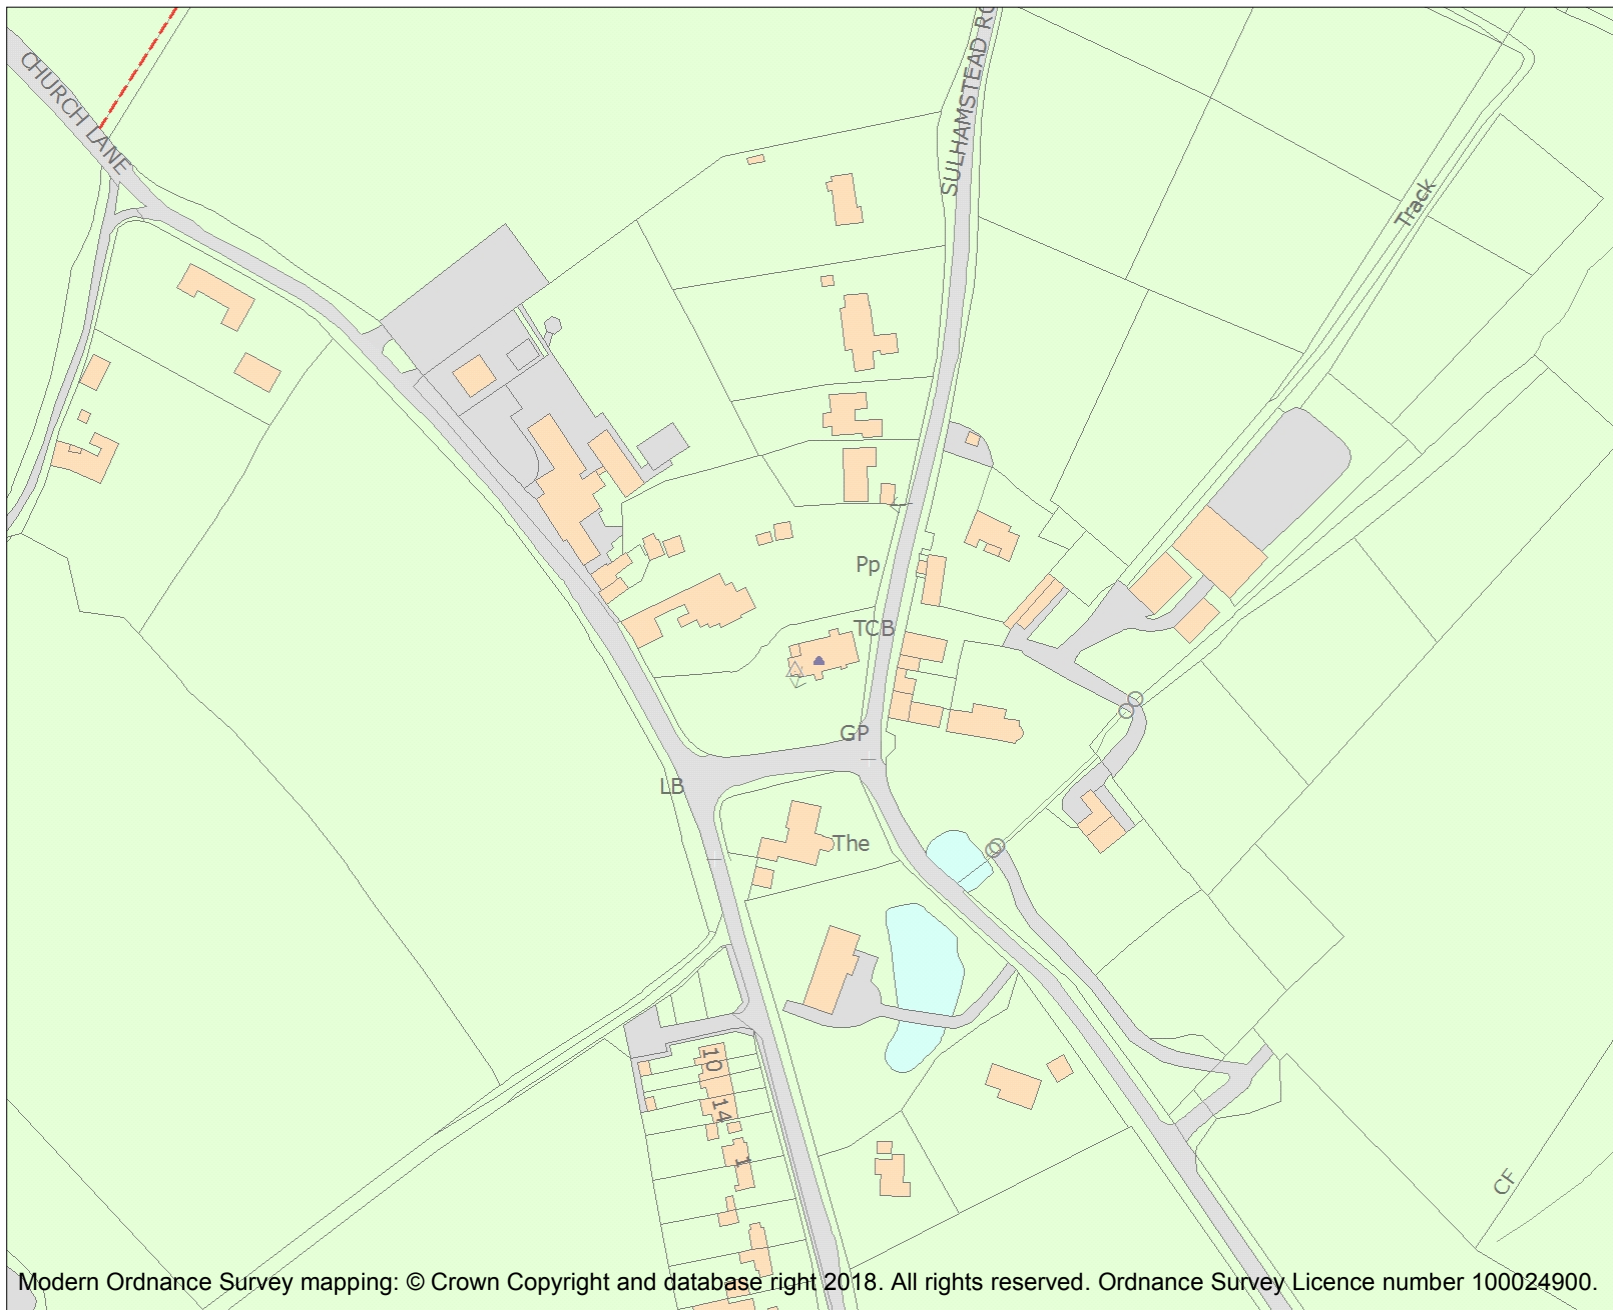 CHURCH LANE
SULHAMSTEAD
Track
Pp
TCB
GP
LB
The
10
14
1
CF
Modern Ordnance Survey mapping: © Crown Copyright and database right 2018. All rights reserved. Ordnance Survey Licence number 100024900.